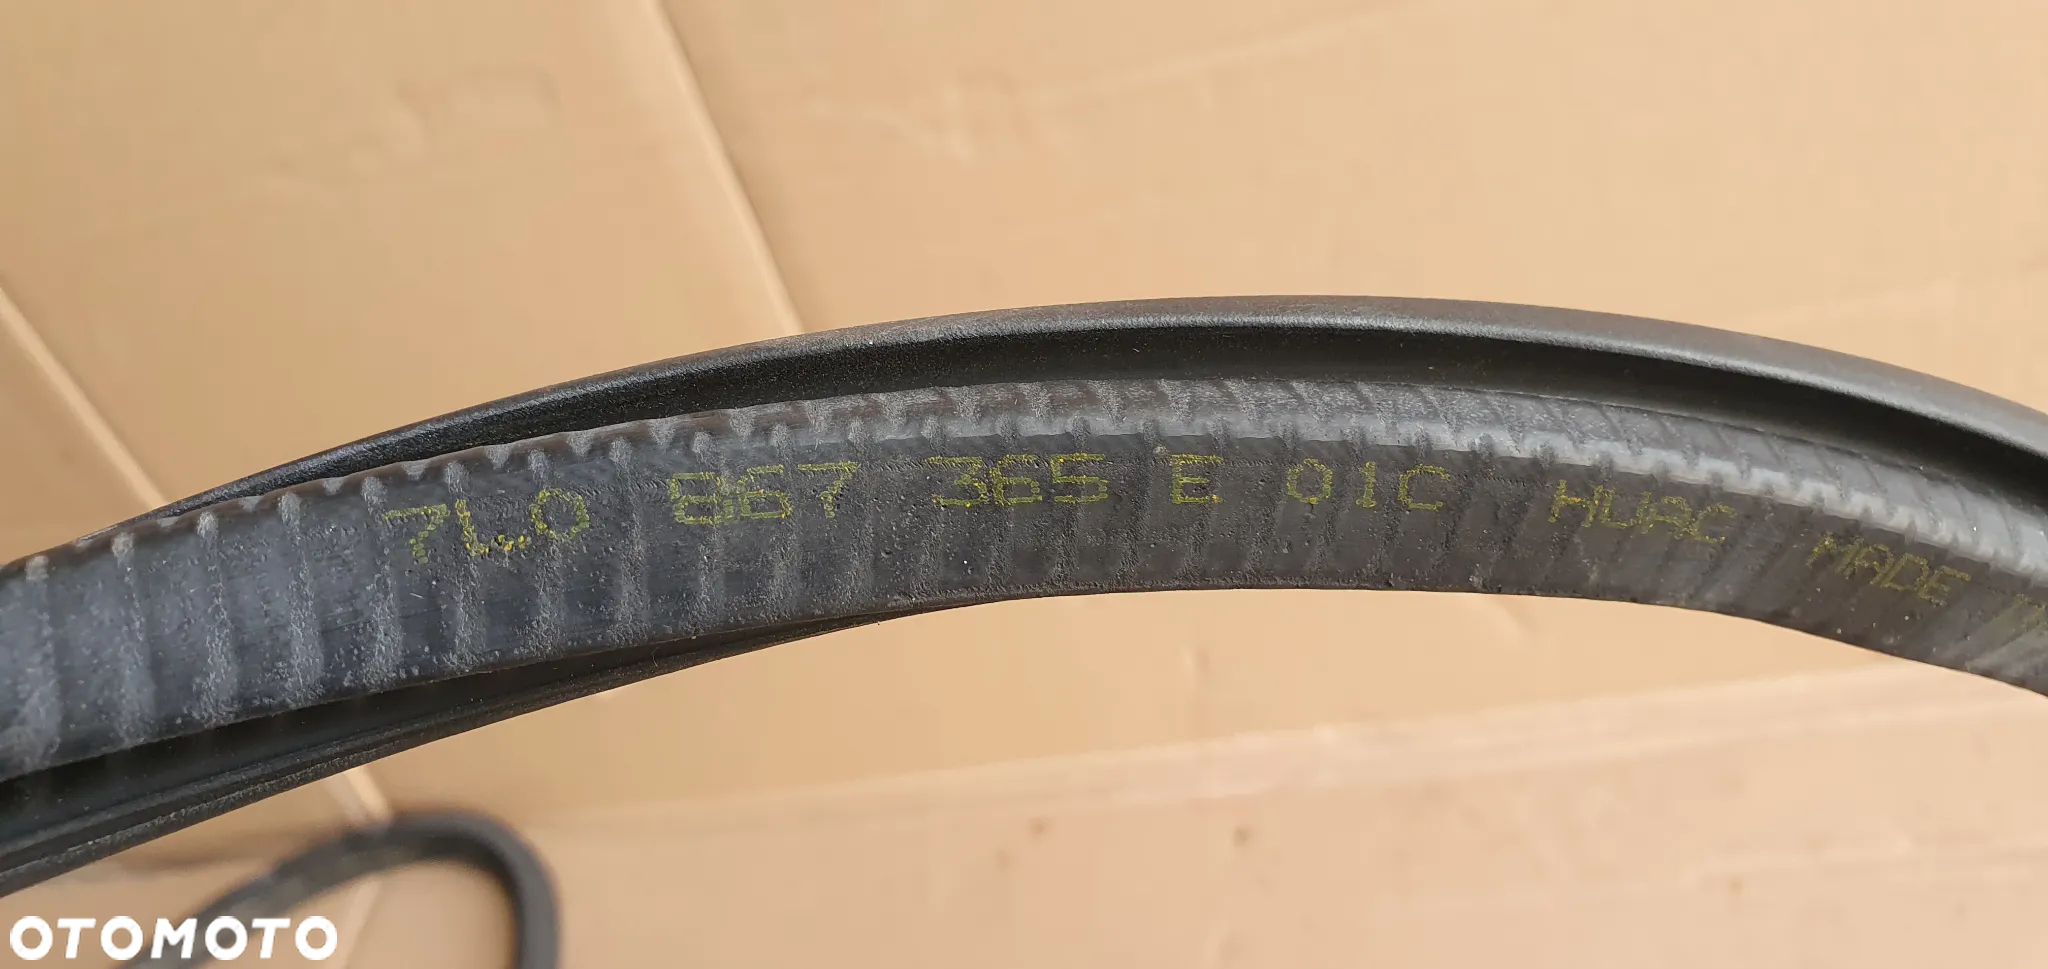 7L0 867 365 E 01C HUAC MADE
OTOMOTO